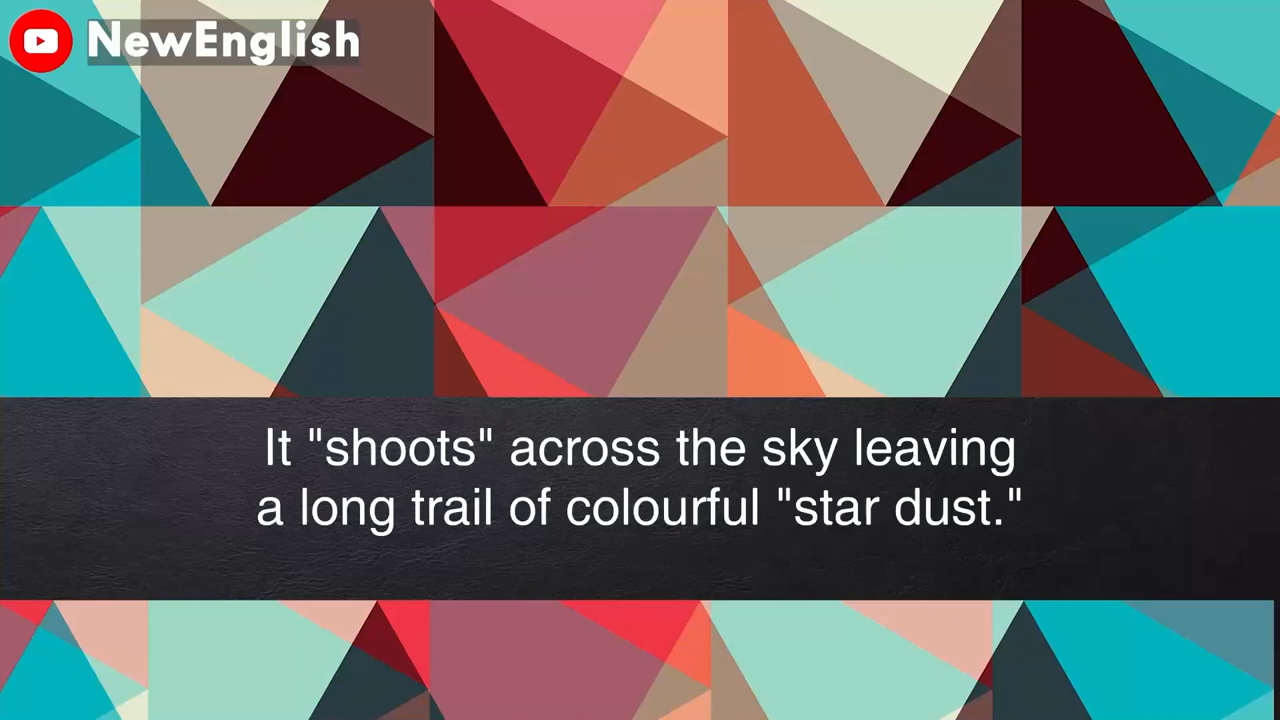 NewEnglish
It "shoots" across the sky leaving
a long trail of colourful "star dust."